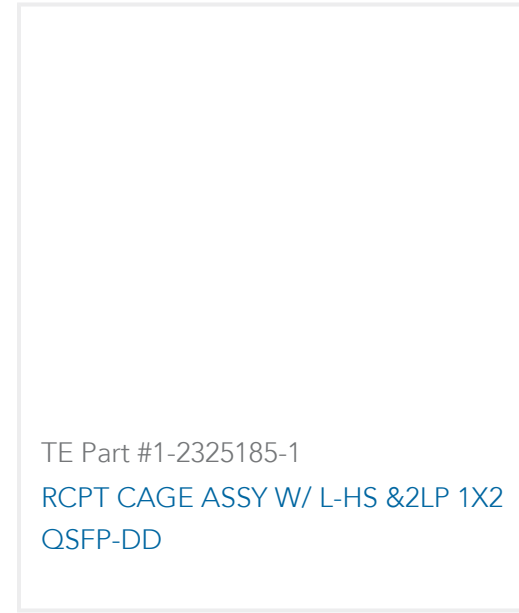 TE Part #1-2325185-1
RCPT CAGE ASSY W/ L-HS &2LP 1X2
QSFP-DD